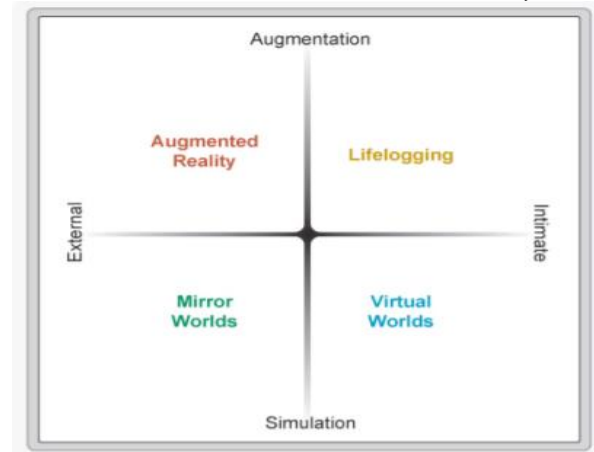 Augmentation
Augmented
Reality
Lifelogging
External
Intimate
Mirror
Worlds
Virtual
Worlds
Simulation